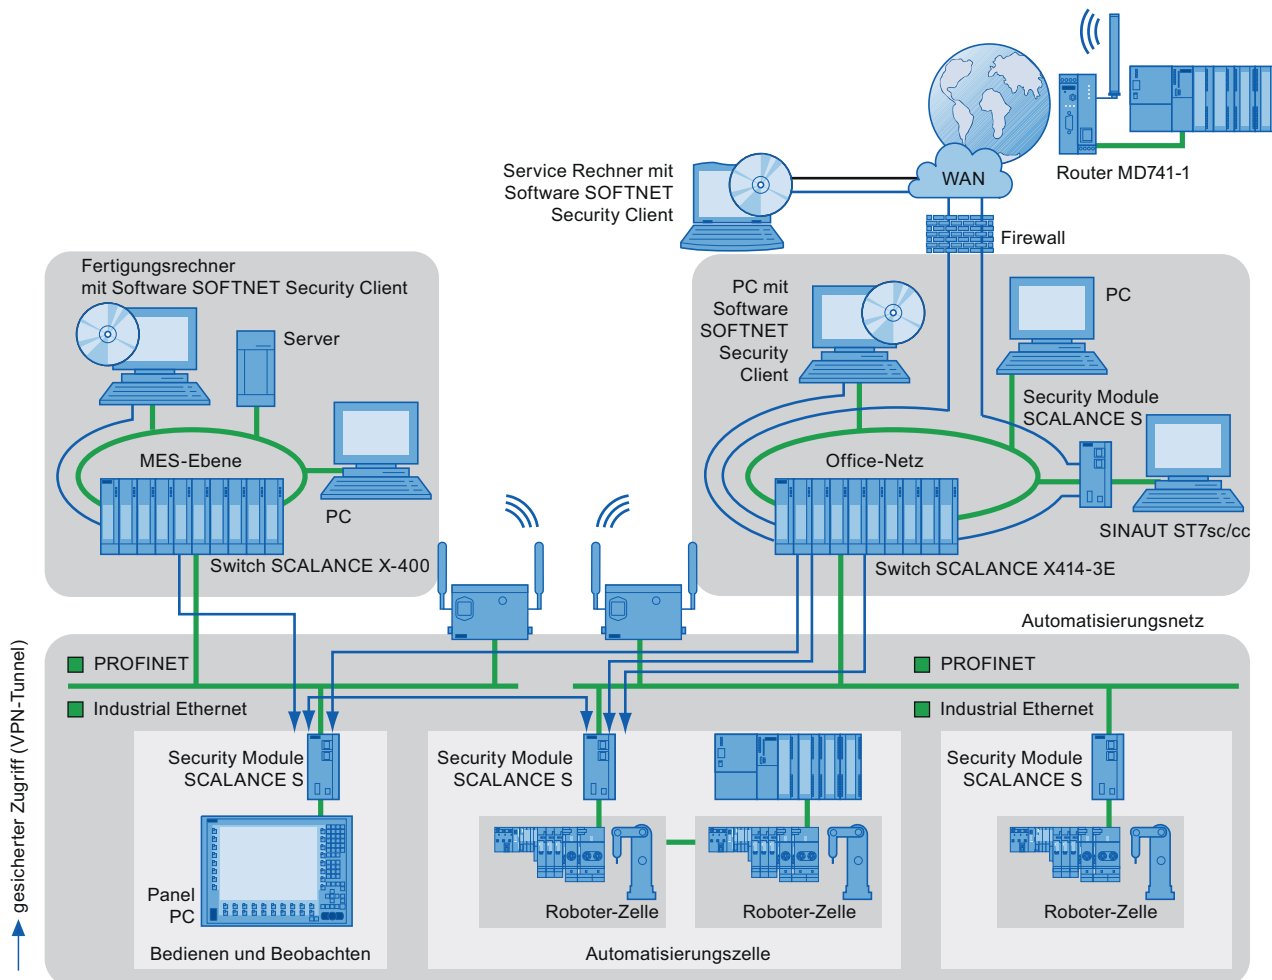 WAN
Router MD741-1
Service Rechner mit
Software SOFTNET
Security Client
Firewall
Fertigungsrechner
mit Software SOFTNET Security Client
Server
MES-Ebene
PC
Switch SCALANCE X-400
PC mit
Software
SOFTNET
Security
Client
PC
Security Module
SCALANCE S
Office-Netz
SINAUT ST7sc/cc
Switch SCALANCE X414-3E
Automatisierungsnetz
PROFINET
PROFINET
Industrial Ethernet
Industrial Ethernet
Security Module
SCALANCE S
Security Module
SCALANCE S
Security Module
SCALANCE S
Panel
PC
Roboter-Zelle
Roboter-Zelle
Roboter-Zelle
Bedienen und Beobachten
Automatisierungszelle
gesicherter Zugriff (VPN-Tunnel)